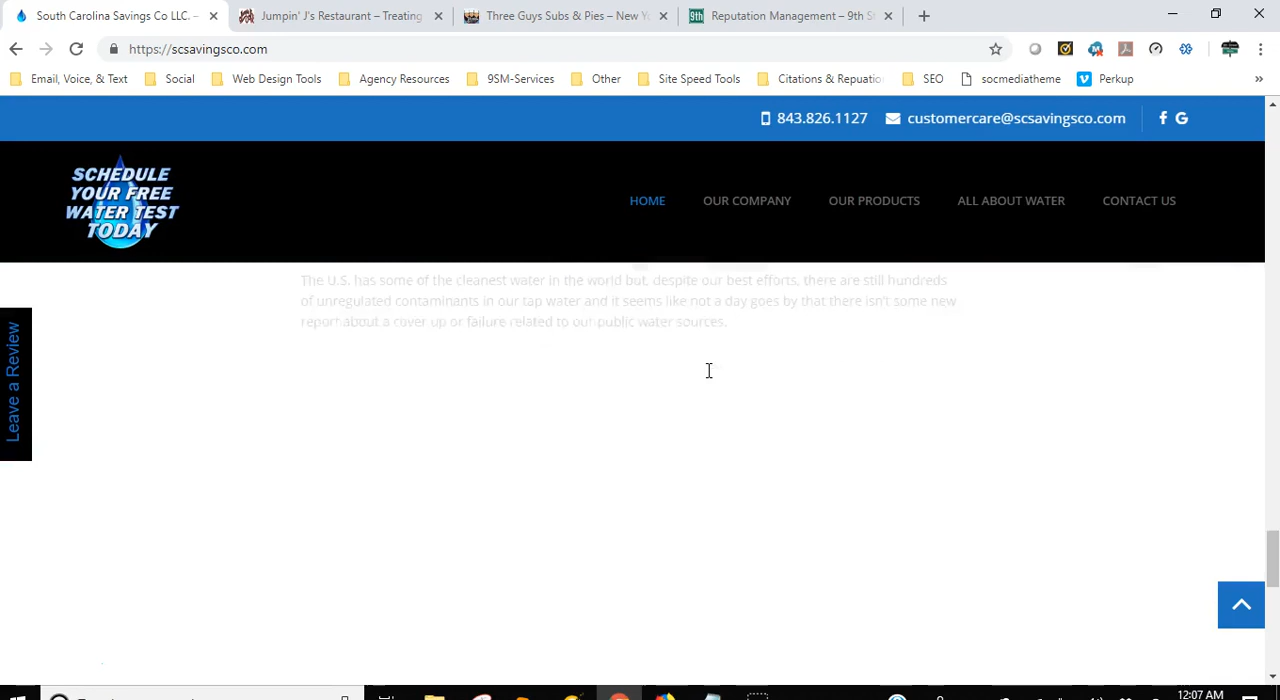 South Carolina Savings Co LLC. –
Jumpin' J's Restaurant – Treating
Three Guys Subs & Pies – New Y
9th
Reputation Management – 9th St
https://scsavingsco.com
Email, Voice, & Text
Social
Web Design Tools
Agency Resources
9SM-Services
Other
Site Speed Tools
Citations & Reputatio
SEO
socmediatheme
Perkup
»
843.826.1127
customercare@scsavingsco.com
SCHEDULE
YOUR FREE
WATER TEST
TODAY
HOME
OUR COMPANY
OUR PRODUCTS
ALL ABOUT WATER
CONTACT US
The U.S. has some of the cleanest water in the world but, despite our best efforts, there are still hundreds
of unregulated contaminants in our tap water and it seems like not a day goes by that there isn't some new
report about a cover up or failure related to our public water sources.
Leave a Review
12:07 AM